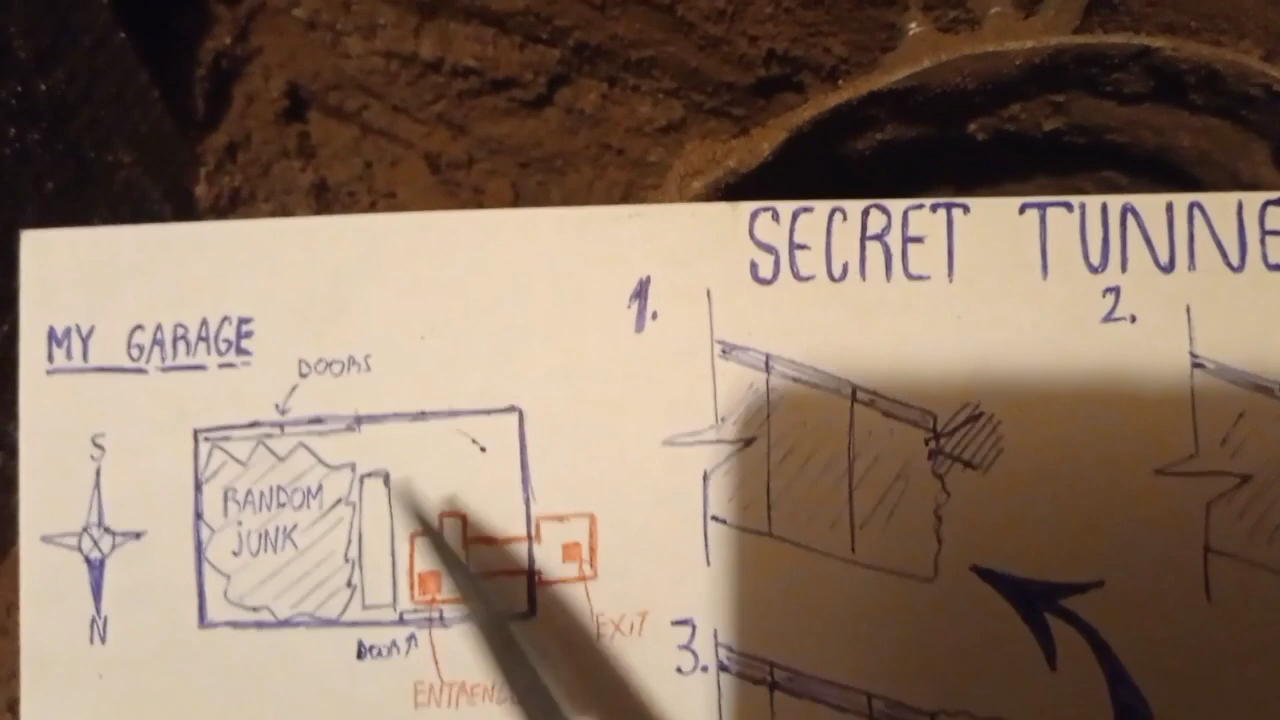 SECRET TUNNE
MY GARAGE
DOORS
1.
2.
S
RANDOM
JUNK
N
DOOR
EXIT
3.